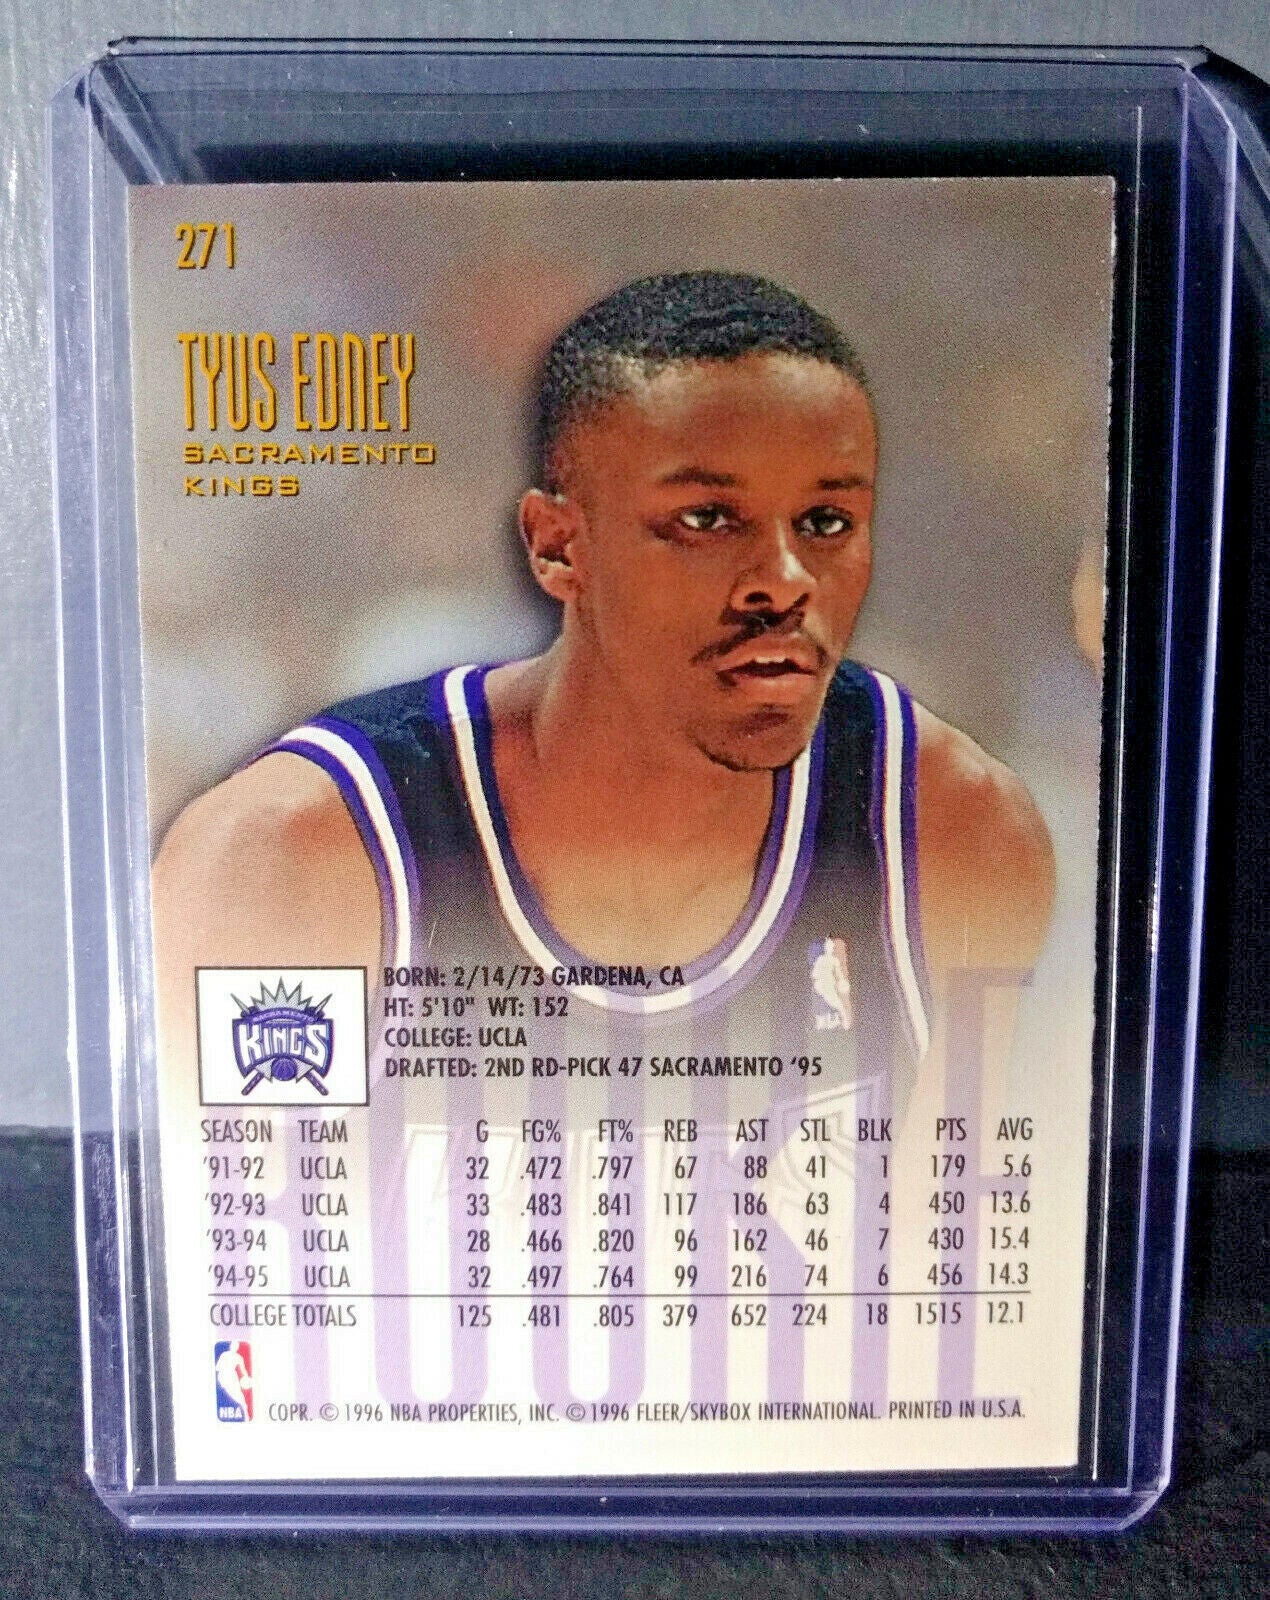 271
TYUS EDNEY
SACRAMENTO
KINGS
BORN: 2/14/73 GARDENA, CA
HT: 5'10" WT: 152
COLLEGE: UCLA
DRAFTED: 2ND RD-PICK 47 SACRAMENTO '95
SACRAMENTO
KINGS
NBA
ROOKIE
SEASON TEAM G FG% FT% REB AST STL BLK PTS AVG
'91-92 UCLA 32 .472 .797 67 88 41 1 179 5.6
'92-93 UCLA 33 .483 .841 117 186 63 4 450 13.6
'93-94 UCLA 28 .466 .820 96 162 46 7 430 15.4
'94-95 UCLA 32 .497 .764 99 216 74 6 456 14.3
COLLEGE TOTALS 125 .481 .805 379 652 224 18 1515 12.1
NBA
COPR. © 1996 NBA PROPERTIES, INC. © 1996 FLEER/SKYBOX INTERNATIONAL. PRINTED IN U.S.A.